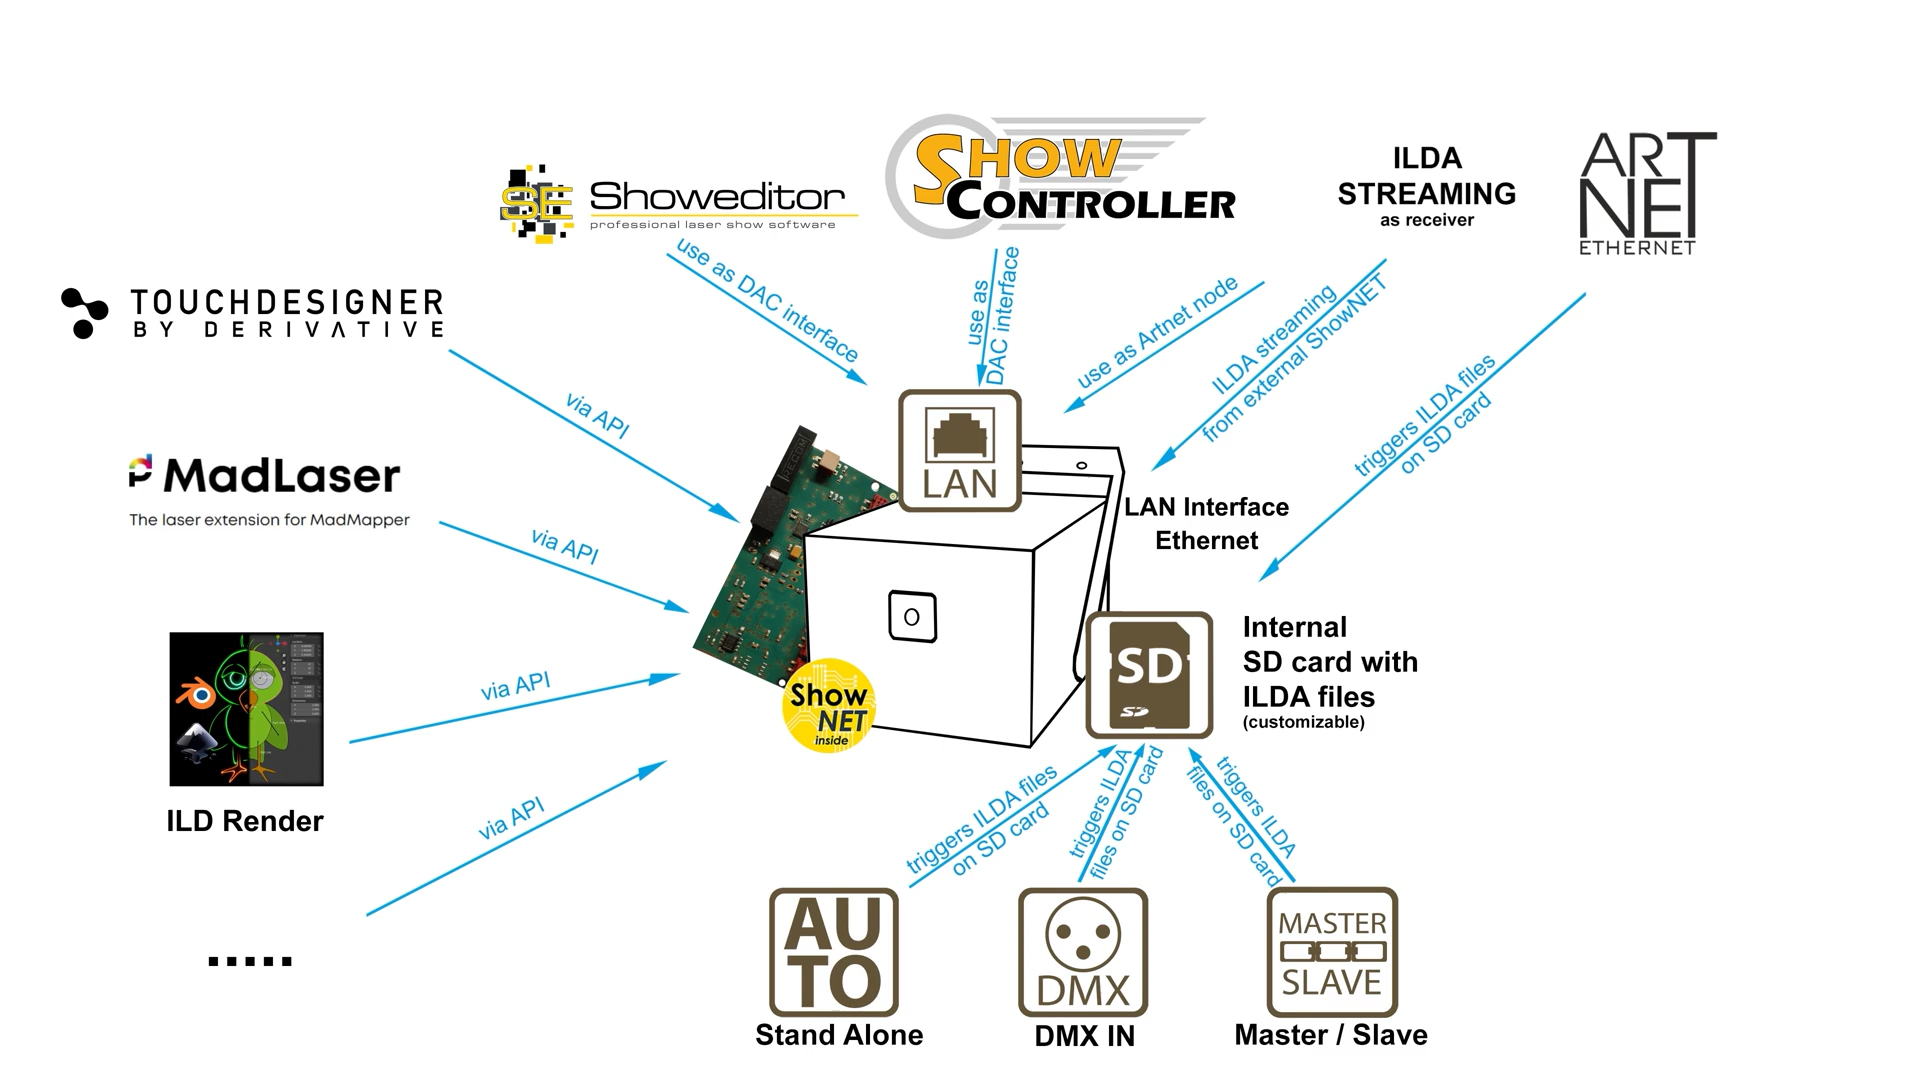 SHOW
CONTROLLER
SE Showeditor
professional laser show software
ILDA
STREAMING
as receiver
ART
NET
ETHERNET
use as DAC interface
use as
DAC interface
use as Artnet node
ILDA streaming
from external ShowNET
triggers ILDA files
on SD card
TOUCHDESIGNER
BY DERIVATIVE
via API
MadLaser
The laser extension for MadMapper
via API
RECOM
LAN
LAN Interface
Ethernet
ILD Render
via API
via API
.....
Show
NET
inside
SD
SD
Internal
SD card with
ILDA files
(customizable)
triggers ILDA files
on SD card
triggers ILDA
files on SD card
triggers ILDA
files on SD card
AU
TO
Stand Alone
DMX
DMX IN
MASTER
SLAVE
Master / Slave